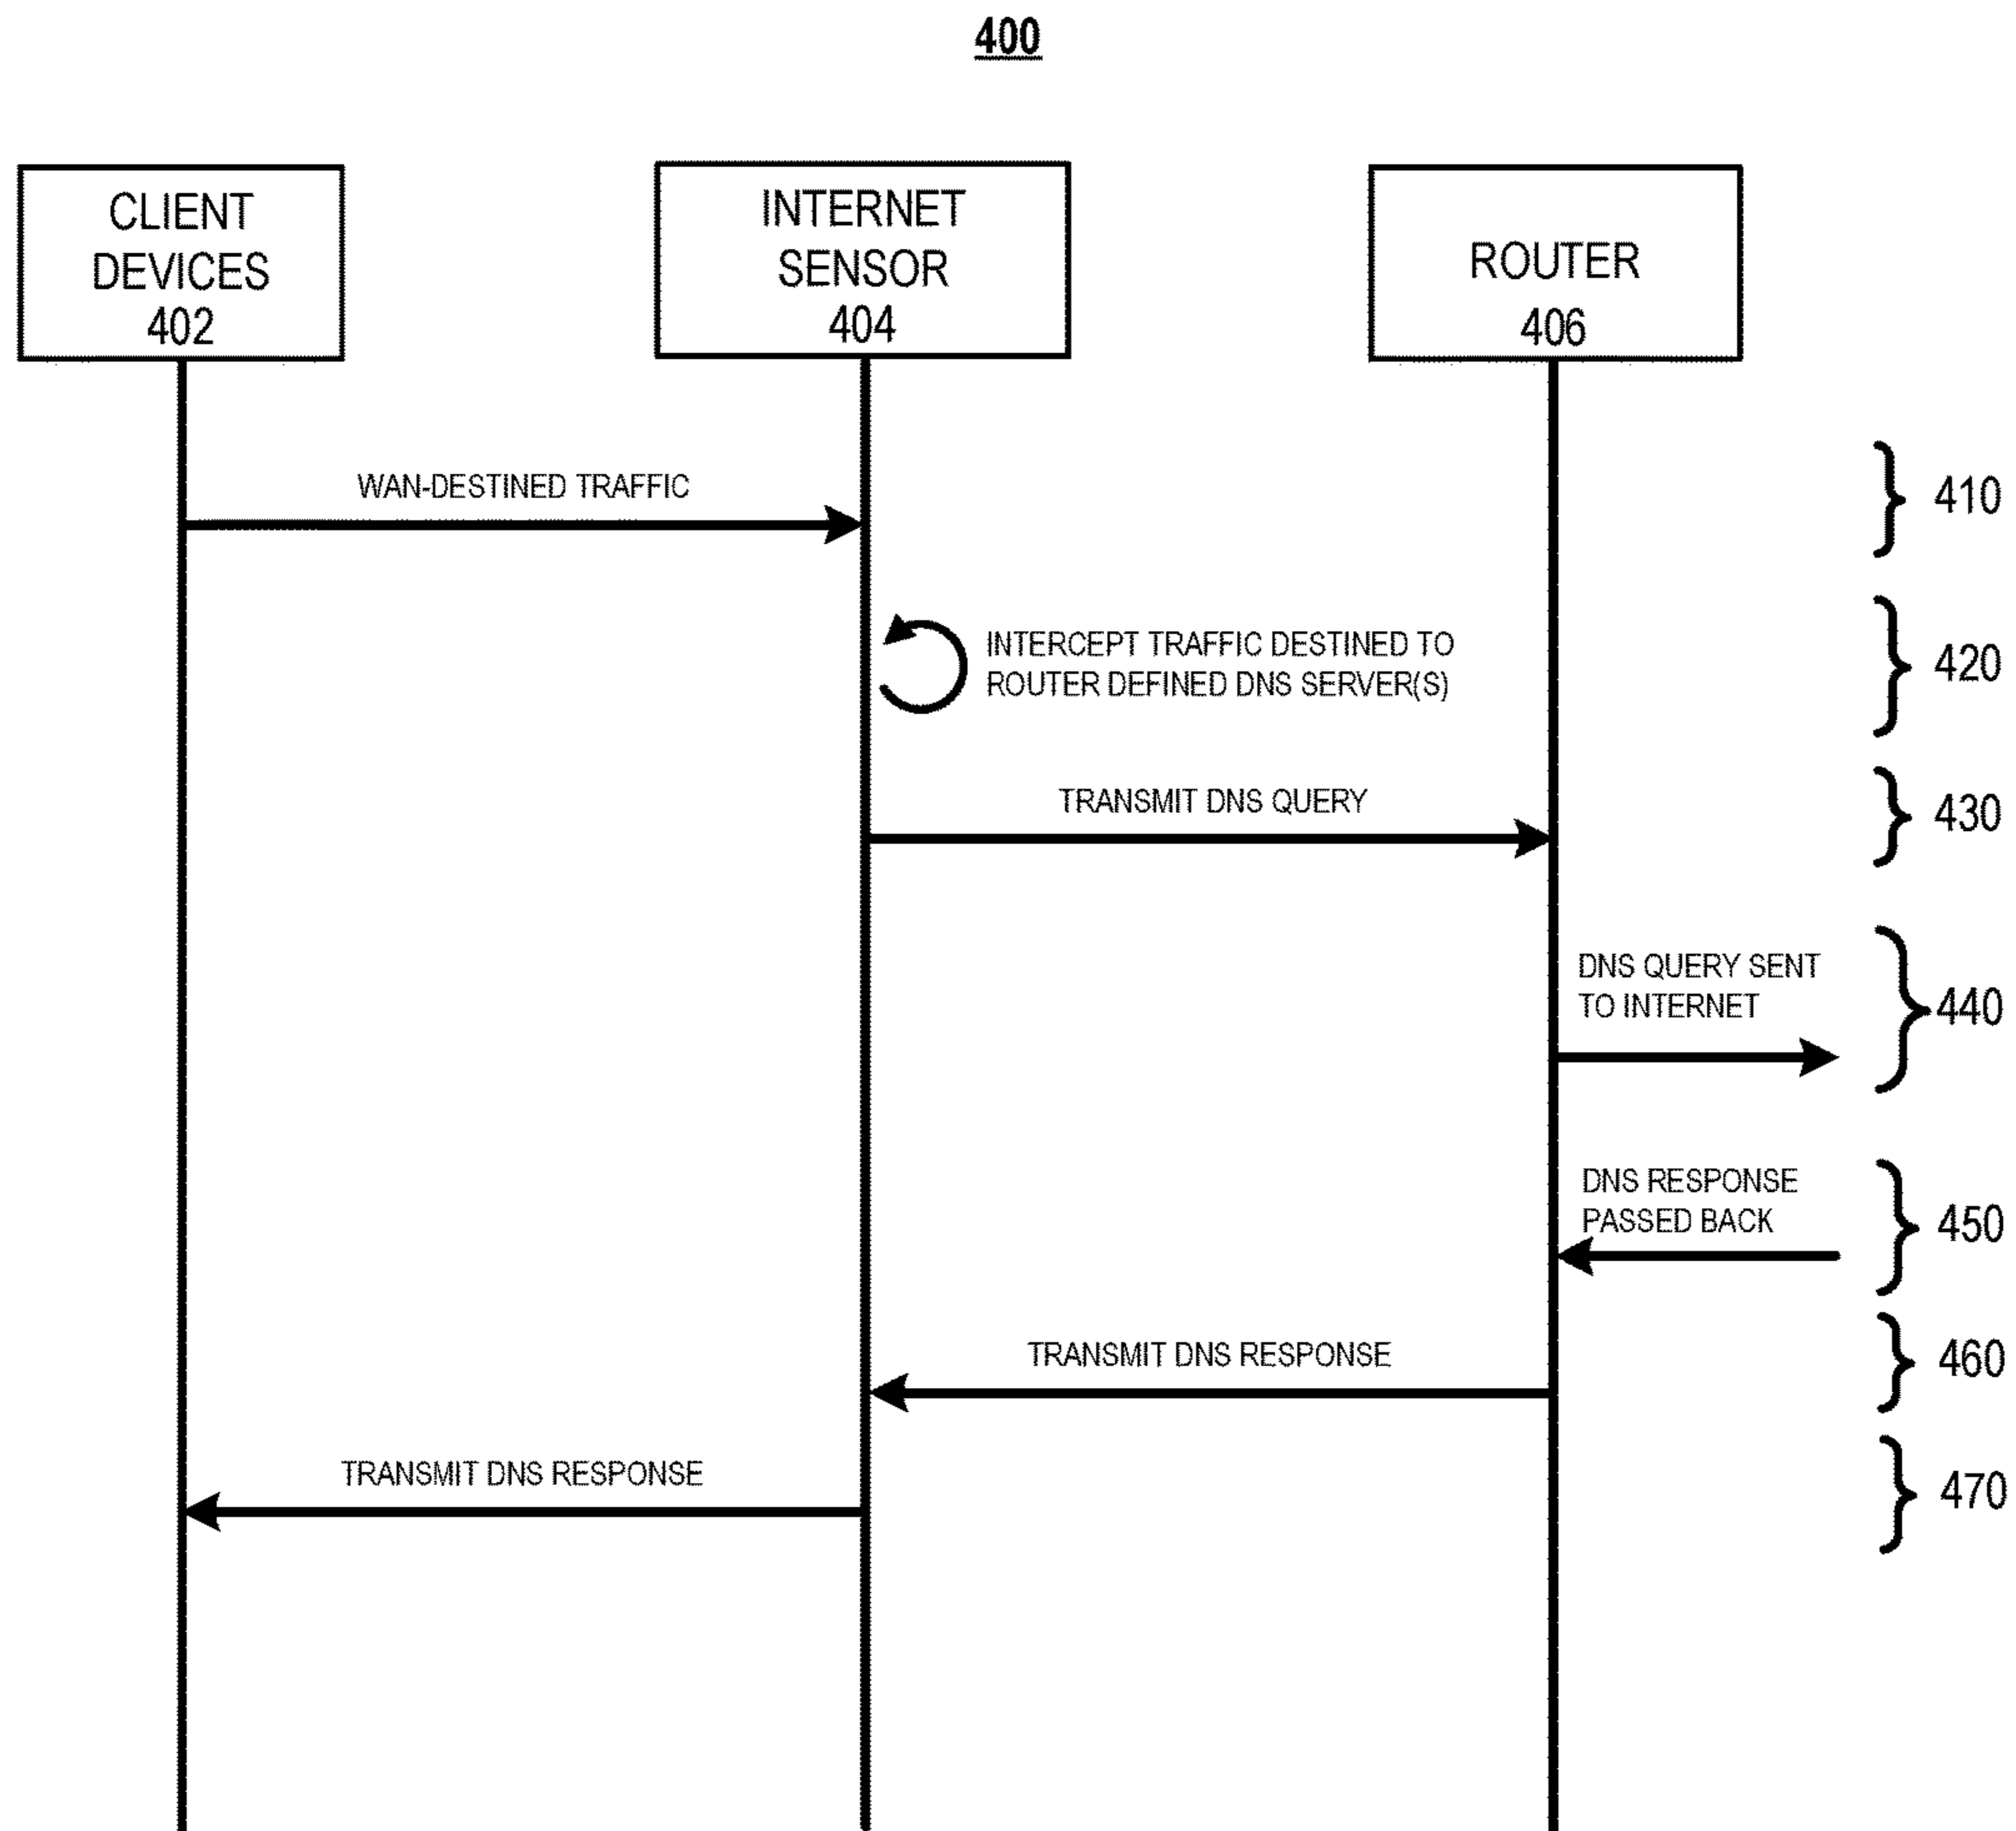 400
CLIENT
DEVICES
402
INTERNET
SENSOR
404
ROUTER
406
WAN-DESTINED TRAFFIC
410
INTERCEPT TRAFFIC DESTINED TO
ROUTER DEFINED DNS SERVER(S)
420
TRANSMIT DNS QUERY
430
DNS QUERY SENT
TO INTERNET
440
DNS RESPONSE
PASSED BACK
450
TRANSMIT DNS RESPONSE
460
TRANSMIT DNS RESPONSE
470